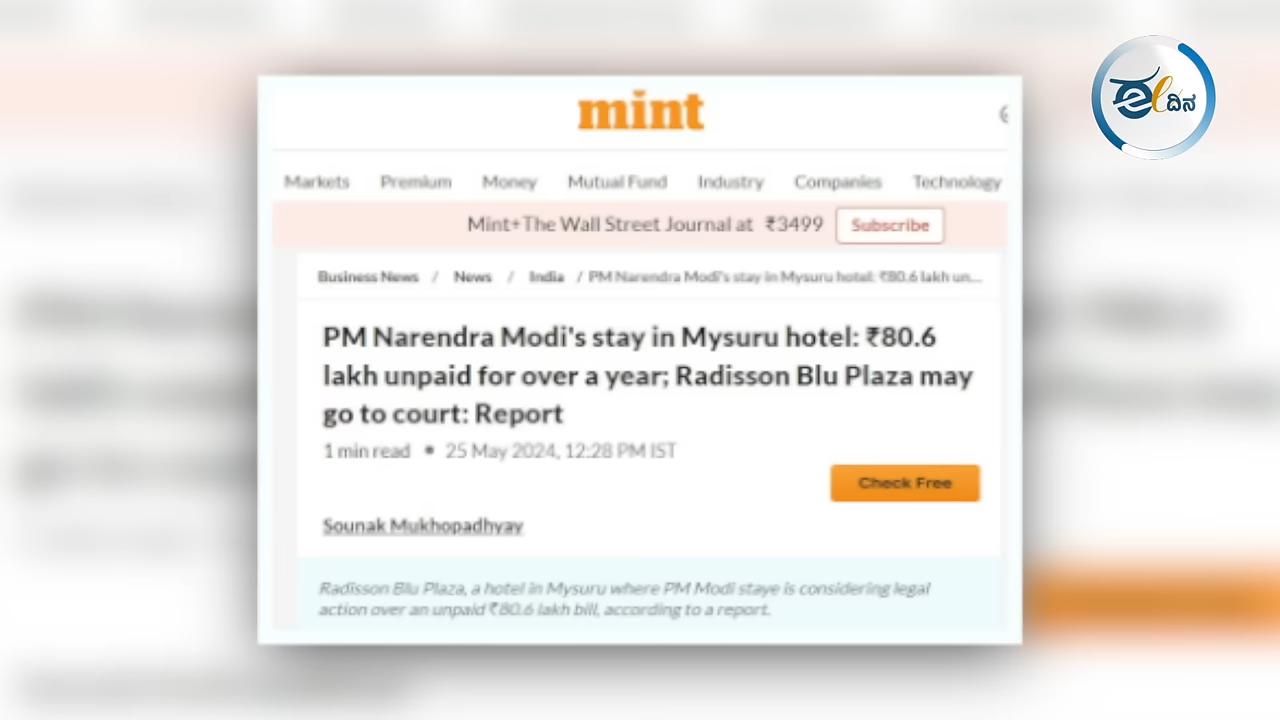 mint
ಈ ದಿನ
Markets Premium Money Mutual Fund Industry Companies Technology
Mint+The Wall Street Journal at ₹3499 Subscribe
Business News / News / India / PM Narendra Modi's stay in Mysuru hotel: ₹80.6 lakh un...
PM Narendra Modi's stay in Mysuru hotel: ₹80.6
lakh unpaid for over a year; Radisson Blu Plaza may
go to court: Report
1 min read • 25 May 2024, 12:28 PM IST
Check Free
Sounak Mukhopadhyay
Radisson Blu Plaza, a hotel in Mysuru where PM Modi staye is considering legal
action over an unpaid ₹80.6 lakh bill, according to a report.